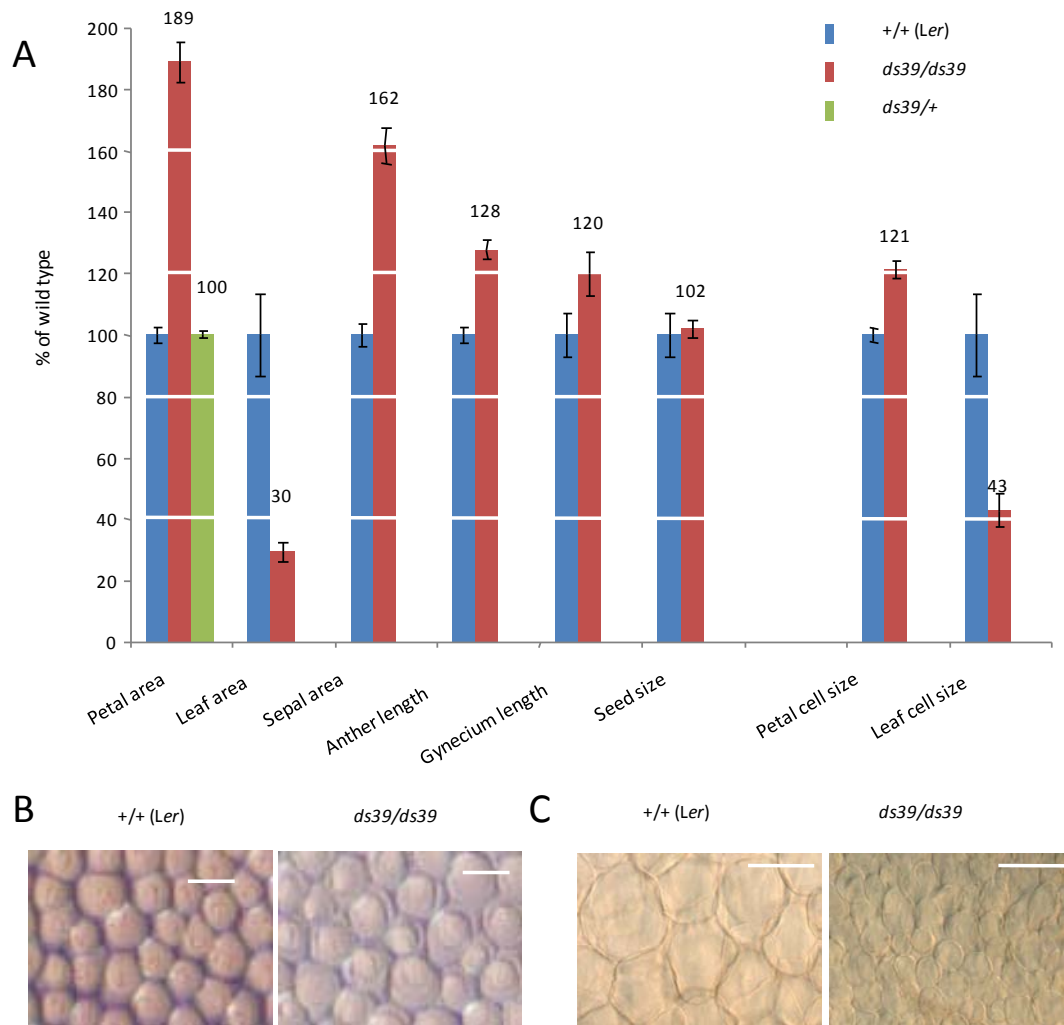 A
+/+ (Ler)
ds39/ds39
ds39/+
% of wild type
200
180
160
140
120
100
80
60
40
20
0
189
100
30
162
128
120
102
121
43
Petal area
Leaf area
Sepal area
Anther length
Gynecium length
Seed size
Petal cell size
Leaf cell size
B
+/+ (Ler)
ds39/ds39
C
+/+ (Ler)
ds39/ds39